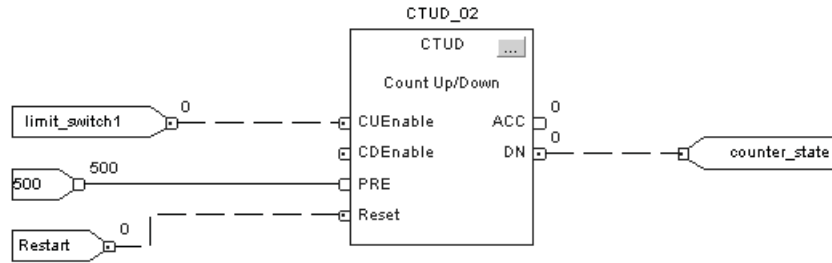 CTUD_02
CTUD ...
Count Up/Down
limit_switch1 0 CUEnable ACC 0
CDEnable DN 0 counter_state
500 500 PRE
Restart 0 Reset